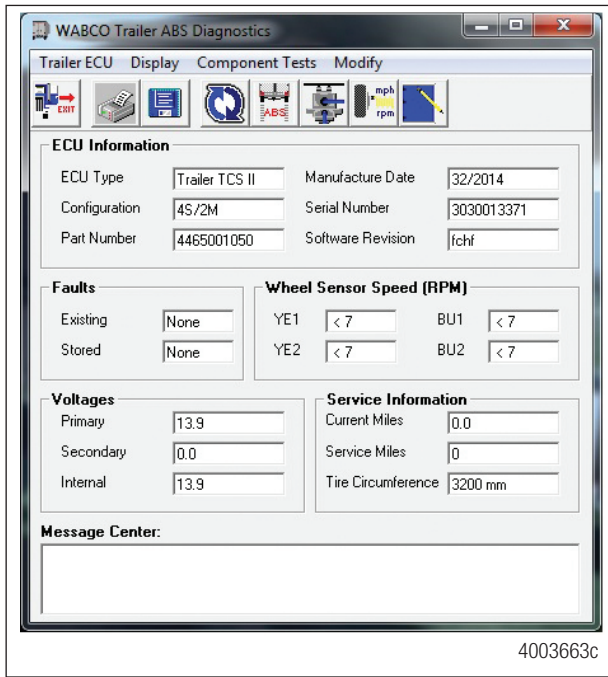 WABCO Trailer ABS Diagnostics
Trailer ECU Display Component Tests Modify
EXIT ABS mph rpm
ECU Information
ECU Type Trailer TCS II Manufacture Date 32/2014
Configuration 4S/2M Serial Number 3030013371
Part Number 4465001050 Software Revision fchf
Faults Wheel Sensor Speed (RPM)
Existing None YE1 < 7 BU1 < 7
Stored None YE2 < 7 BU2 < 7
Voltages Service Information
Primary 13.9 Current Miles 0.0
Secondary 0.0 Service Miles 0
Internal 13.9 Tire Circumference 3200 mm
Message Center:
4003663c